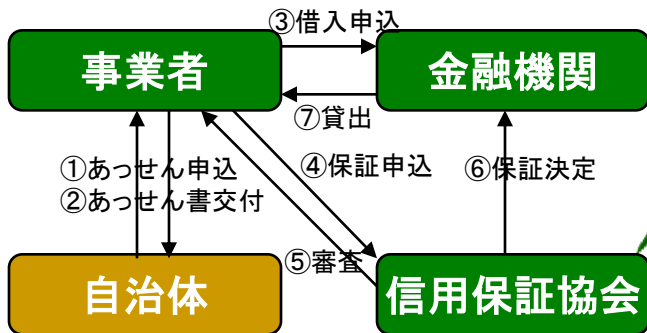 ③借入申込
事業者
金融機関
⑦貸出
①あっせん申込
②あっせん書交付
④保証申込
⑥保証決定
⑤審査
自治体
信用保証協会